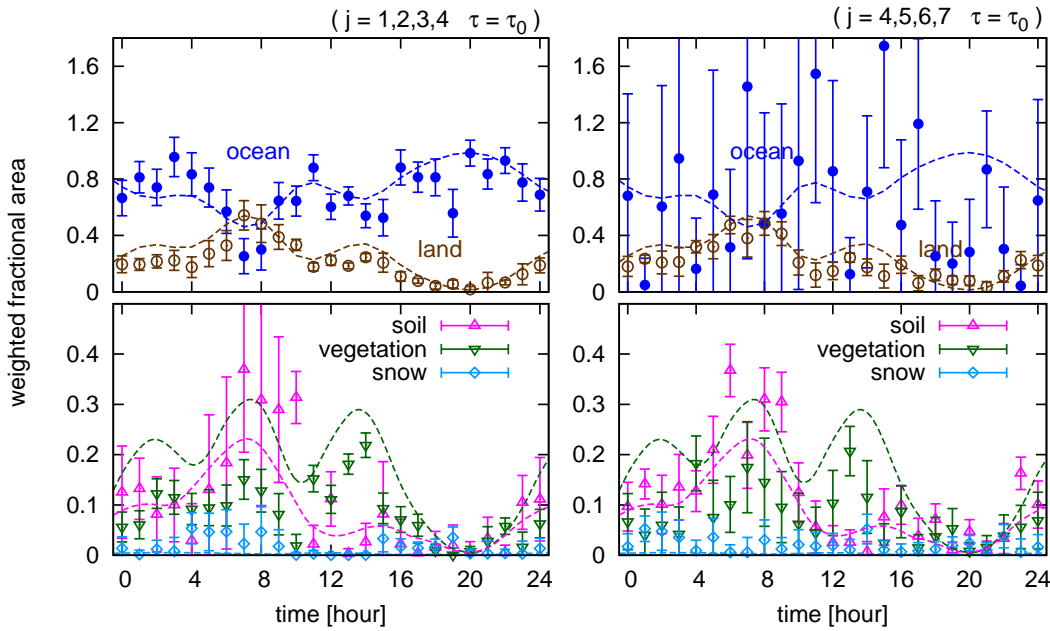 ( j = 1,2,3,4 τ = τ0 )
( j = 4,5,6,7 τ = τ0 )
weighted fractional area
1.6
1.2
0.8
0.4
0
ocean
land
1.6
1.2
0.8
0.4
0
ocean
land
0.4
0.3
0.2
0.1
0
soil
vegetation
snow
0 4 8 12 16 20 24
time [hour]
0.4
0.3
0.2
0.1
0
soil
vegetation
snow
0 4 8 12 16 20 24
time [hour]